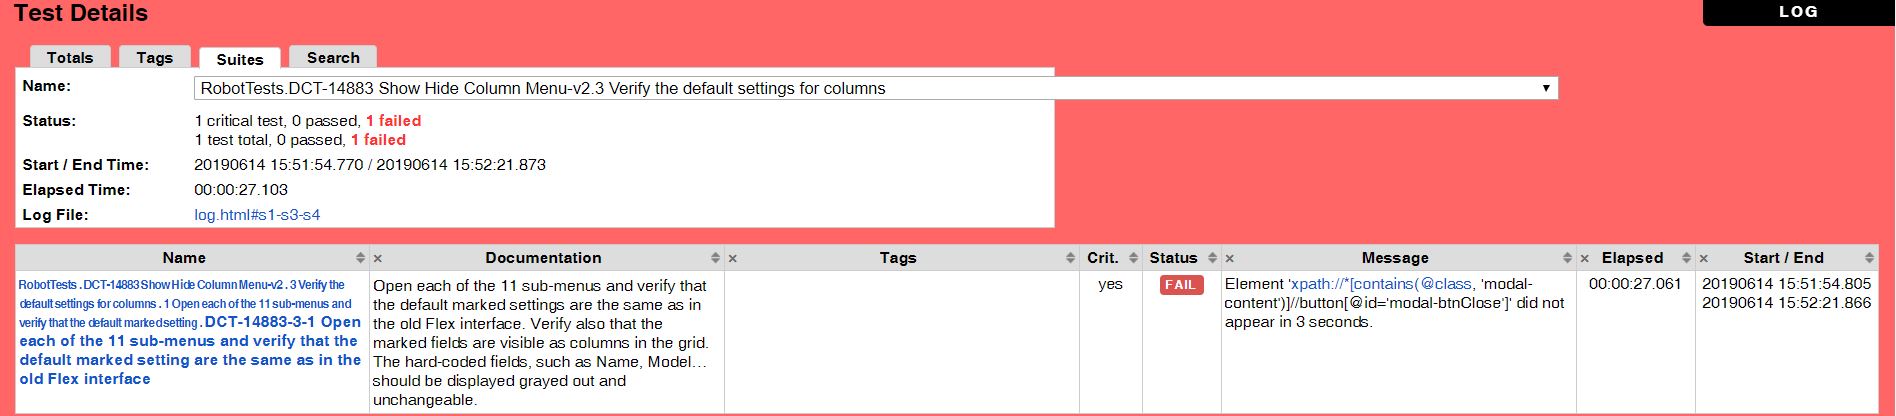 Test Details
LOG
Totals
Tags
Suites
Search
Name:
RobotTests.DCT-14883 Show Hide Column Menu-v2.3 Verify the default settings for columns
Status:
1 critical test, 0 passed, 1 failed
1 test total, 0 passed, 1 failed
Start / End Time:
20190614 15:51:54.770 / 20190614 15:52:21.873
Elapsed Time:
00:00:27.103
Log File:
log.html#s1-s3-s4
Name
× Documentation
× Tags
Crit.
Status
× Message
× Elapsed
× Start / End
RobotTests . DCT-14883 Show Hide Column Menu-v2 . 3 Verify the
default settings for columns . 1 Open each of the 11 sub-menus and
verify that the default marked setting . DCT-14883-3-1 Open
each of the 11 sub-menus and verify that the
default marked setting are the same as in the
old Flex interface
Open each of the 11 sub-menus and verify that
the default marked settings are the same as in
the old Flex interface. Verify also that the
marked fields are visible as columns in the grid.
The hard-coded fields, such as Name, Model...
should be displayed grayed out and
unchangeable.
yes
FAIL
Element 'xpath://*[contains(@class, 'modal-
content')]//button[@id='modal-btnClose']' did not
appear in 3 seconds.
00:00:27.061
20190614 15:51:54.805
20190614 15:52:21.866